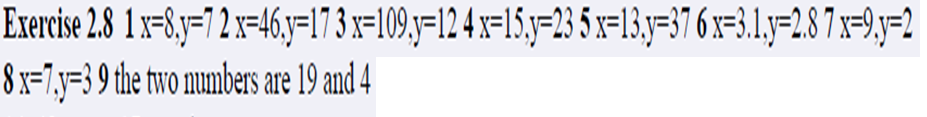 Exercise 2.8 1 x=8,y=7 2 x=46,y=17 3 x=109,y=12 4 x=15,y=23 5 x=13,y=37 6 x=3.1,y=2.8 7 x=9,y=2
8 x=7,y=3 9 the two numbers are 19 and 4